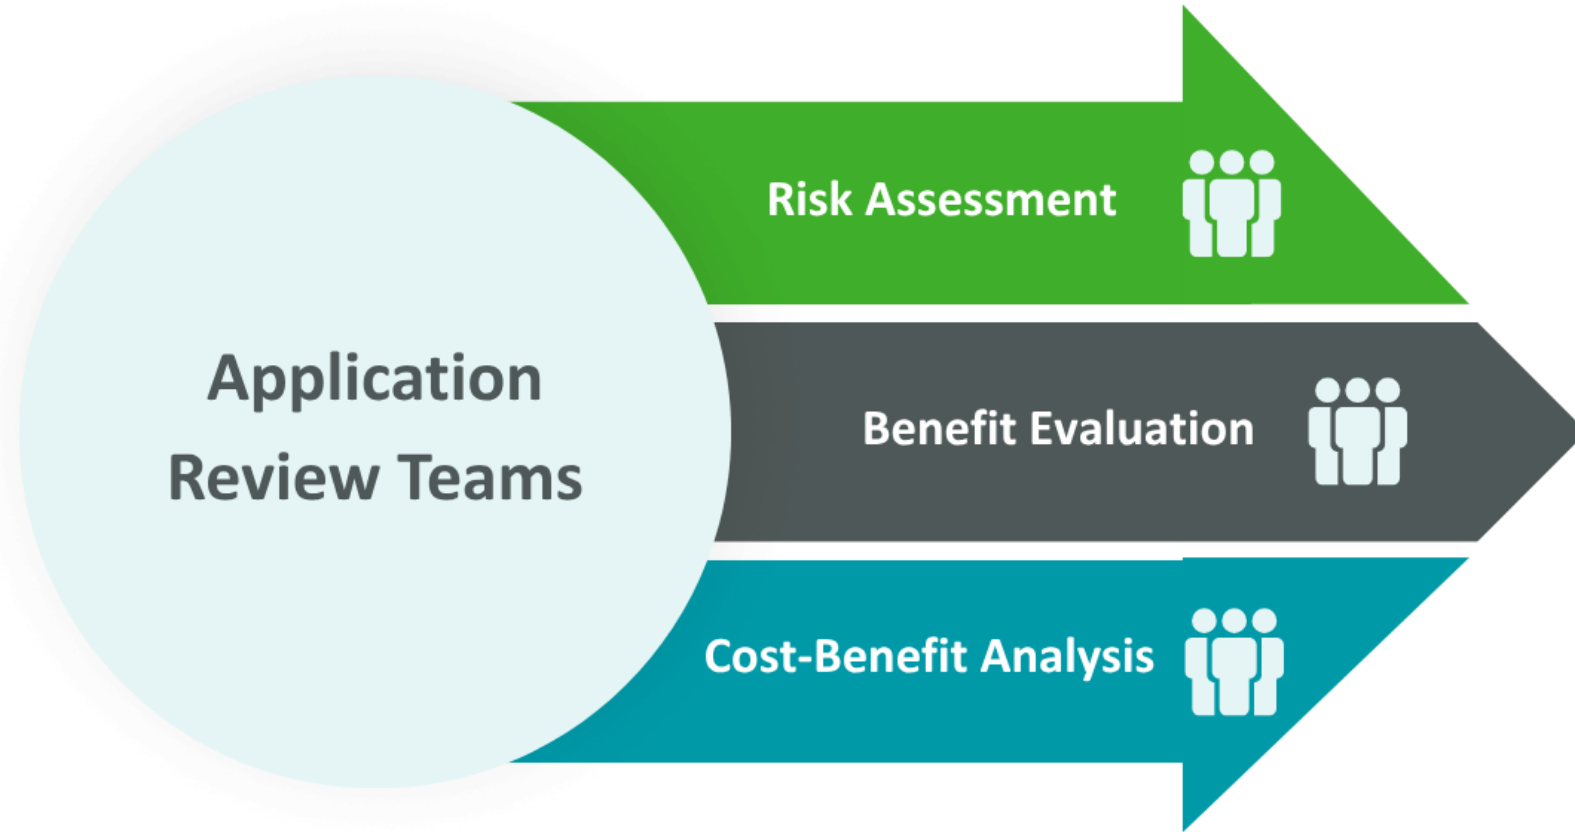 Application
Review Teams
Risk Assessment
Benefit Evaluation
Cost-Benefit Analysis